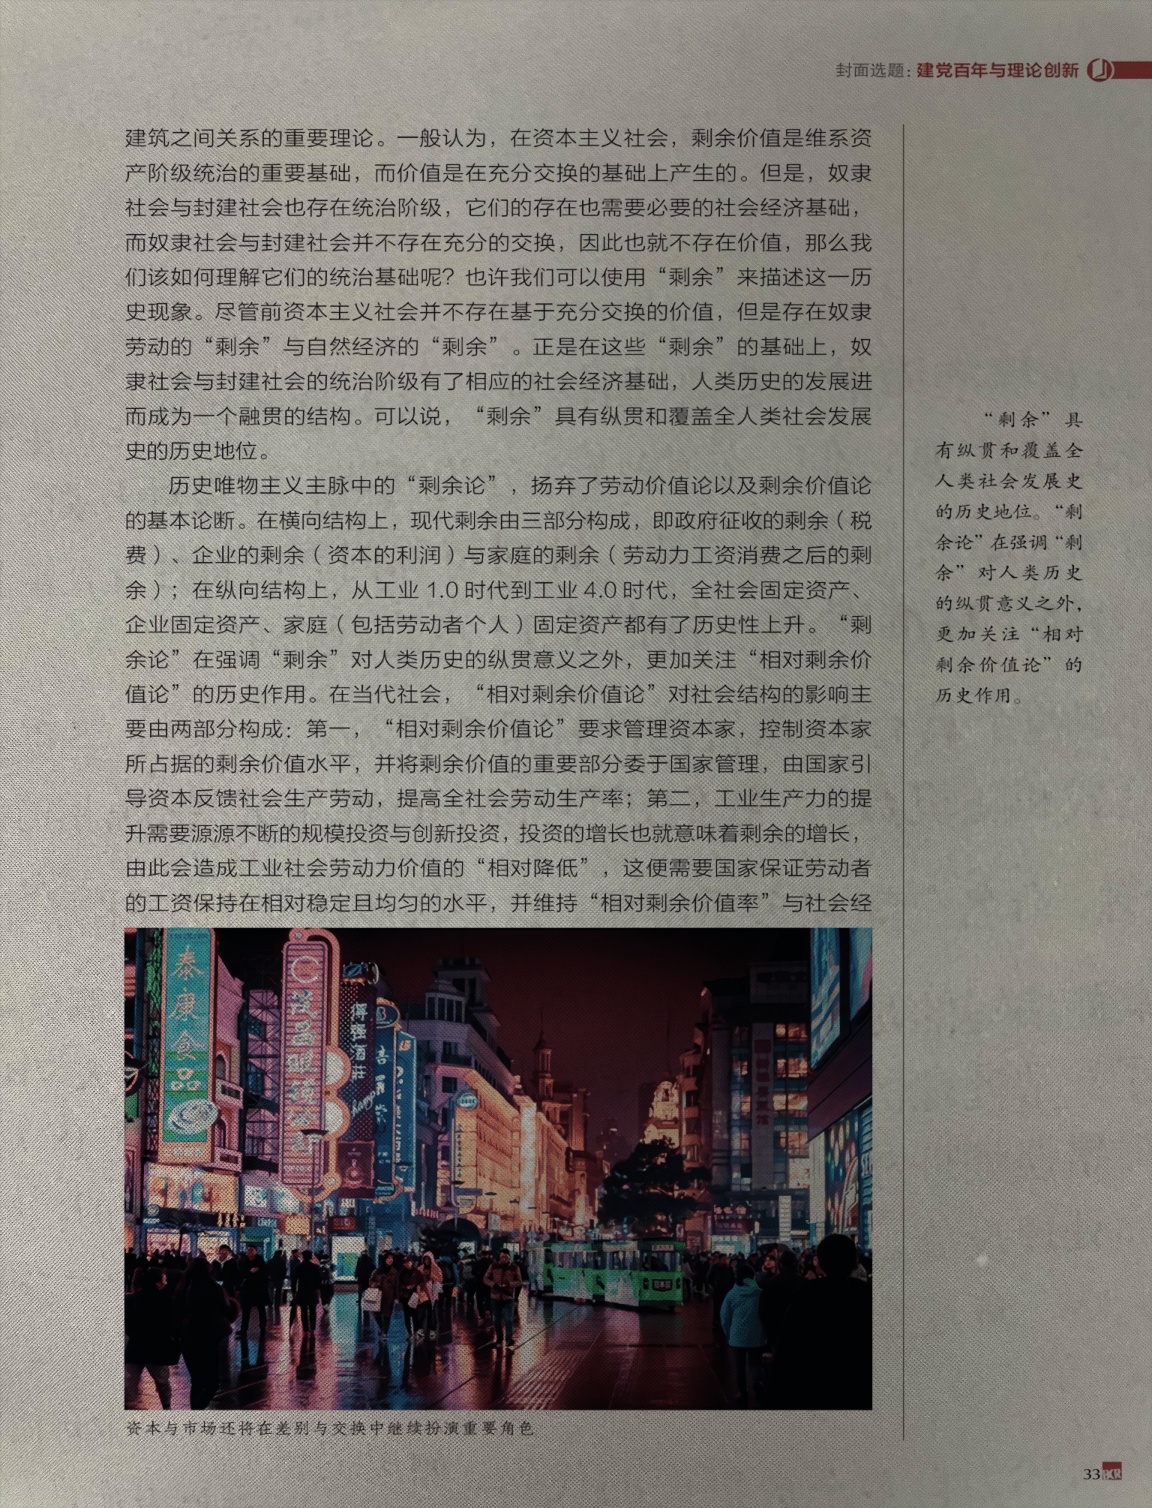 封面选题：建党百年与理论创新
建筑之间关系的重要理论。一般认为，在资本主义社会，剩余价值是维系资
产阶级统治的重要基础，而价值是在充分交换的基础上产生的。但是，奴隶
社会与封建社会也存在统治阶级，它们的存在也需要必要的社会经济基础，
而奴隶社会与封建社会并不存在充分的交换，因此也就不存在价值，那么我
们该如何理解它们的统治基础呢？也许我们可以使用“剩余”来描述这一历
史现象。尽管前资本主义社会并不存在基于充分交换的价值，但是存在奴隶
劳动的“剩余”与自然经济的“剩余”。正是在这些“剩余”的基础上，奴
隶社会与封建社会的统治阶级有了相应的社会经济基础，人类历史的发展进
而成为一个融贯的结构。可以说，“剩余”具有纵贯和覆盖全人类社会发展
史的历史地位。
历史唯物主义主脉中的“剩余论”，扬弃了劳动价值论以及剩余价值论
的基本论断。在横向结构上，现代剩余由三部分构成，即政府征收的剩余（税
费）、企业的剩余（资本的利润）与家庭的剩余（劳动力工资消费之后的剩
余）；在纵向结构上，从工业 1.0 时代到工业 4.0 时代，全社会固定资产、
企业固定资产、家庭（包括劳动者个人）固定资产都有了历史性上升。“剩
余论”在强调“剩余”对人类历史的纵贯意义之外，更加关注“相对剩余价
值论”的历史作用。在当代社会，“相对剩余价值论”对社会结构的影响主
要由两部分构成：第一，“相对剩余价值论”要求管理资本家，控制资本家
所占据的剩余价值水平，并将剩余价值的重要部分委于国家管理，由国家引
导资本反馈社会生产劳动，提高全社会劳动生产率；第二，工业生产力的提
升需要源源不断的规模投资与创新投资，投资的增长也就意味着剩余的增长，
由此会造成工业社会劳动力价值的“相对降低”，这便需要国家保证劳动者
的工资保持在相对稳定且均匀的水平，并维持“相对剩余价值率”与社会经
“剩余”具
有纵贯和覆盖全
人类社会发展史
的历史地位。“剩
余论”在强调“剩
余”对人类历史
的纵贯意义之外，
更加关注“相对
剩余价值论”的
历史作用。
泰康食品
资本与市场还将在差别与交换中继续扮演重要角色
33